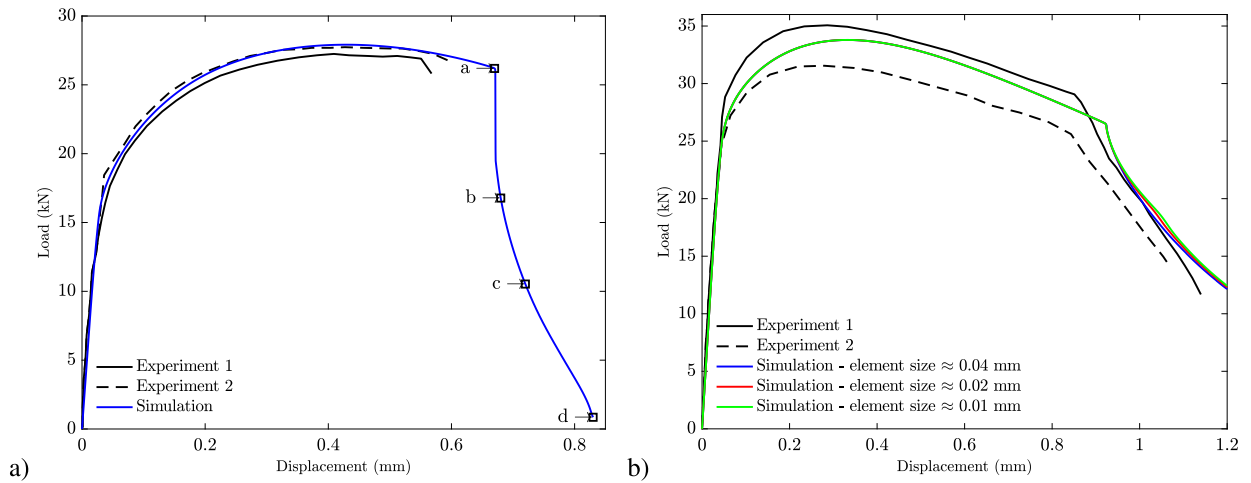 30
25
20
15
10
5
0
Load (kN)
a
b
c
d
Experiment 1
Experiment 2
Simulation
0 0.2 0.4 0.6 0.8
Displacement (mm)
a)
35
30
25
20
15
10
5
0
Load (kN)
Experiment 1
Experiment 2
Simulation - element size ≈ 0.04 mm
Simulation - element size ≈ 0.02 mm
Simulation - element size ≈ 0.01 mm
0 0.2 0.4 0.6 0.8 1 1.2
Displacement (mm)
b)